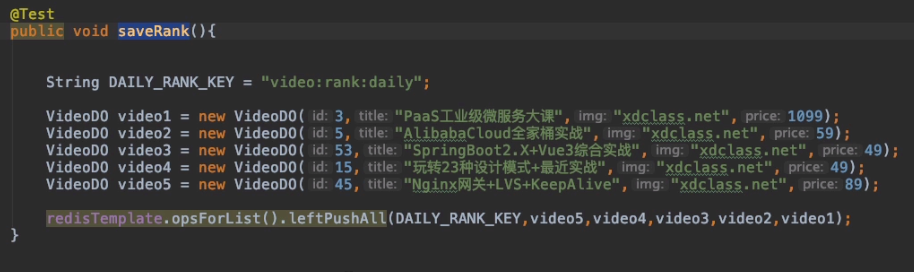 @Test
public void saveRank(){
String DAILY_RANK_KEY = "video:rank:daily";
VideoDO video1 = new VideoDO( id: 3, title: "PaaS工业级微服务大课", img: "xdclass.net", price: 1099);
VideoDO video2 = new VideoDO( id: 5, title: "AlibabaCloud全家桶实战", img: "xdclass.net", price: 59);
VideoDO video3 = new VideoDO( id: 53, title: "SpringBoot2.X+Vue3综合实战", img: "xdclass.net", price: 49);
VideoDO video4 = new VideoDO( id: 15, title: "玩转23种设计模式+最近实战", img: "xdclass.net", price: 49);
VideoDO video5 = new VideoDO( id: 45, title: "Nginx网关+LVS+KeepAlive", img: "xdclass.net", price: 89);
redisTemplate.opsForList().leftPushAll(DAILY_RANK_KEY,video5,video4,video3,video2,video1);
}